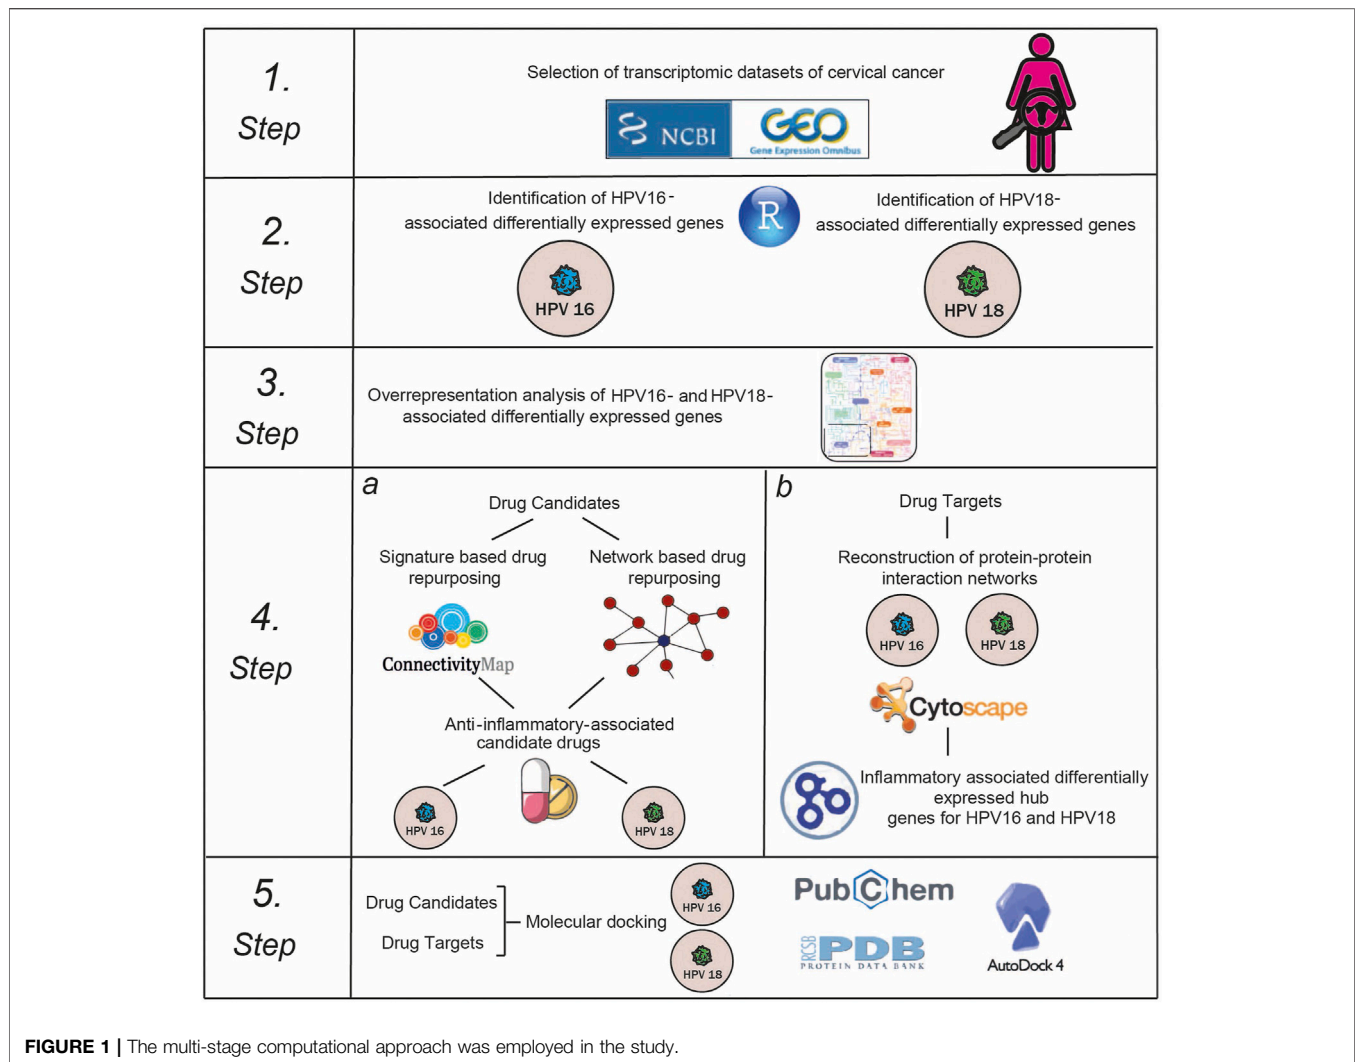 1.
Step
Selection of transcriptomic datasets of cervical cancer
NCBI
GEO
Gene Expression Omnibus
2.
Step
Identification of HPV16-
associated differentially expressed genes
R
Identification of HPV18-
associated differentially expressed genes
HPV 16
HPV 18
3.
Step
Overrepresentation analysis of HPV16- and HPV18-
associated differentially expressed genes
4.
Step
a
Drug Candidates
Signature based drug
repurposing
Network based drug
repurposing
ConnectivityMap
Anti-inflammatory-associated
candidate drugs
HPV 16
HPV 18
b
Drug Targets
Reconstruction of protein-protein
interaction networks
HPV 16
HPV 18
Cytoscape
Inflammatory associated differentially
expressed hub
genes for HPV16 and HPV18
5.
Step
Drug Candidates
Drug Targets
Molecular docking
HPV 16
HPV 18
PubChem
RCSB
PDB
PROTEIN DATA BANK
AutoDock 4
FIGURE 1 | The multi-stage computational approach was employed in the study.